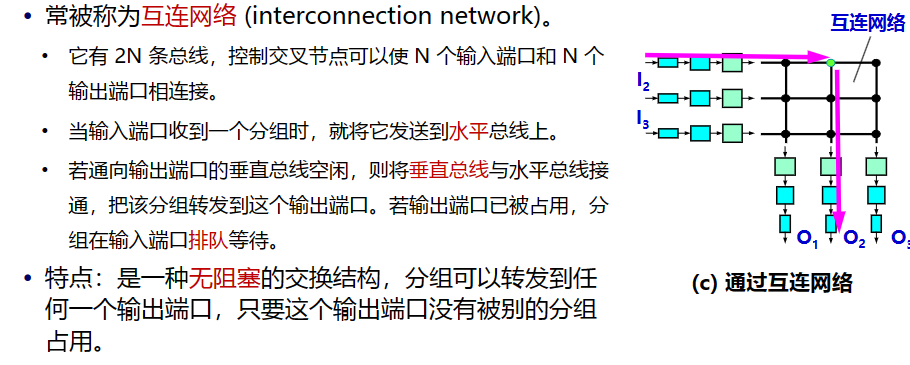 常被称为互连网络 (interconnection network)。
它有 2N 条总线，控制交叉节点可以使 N 个输入端口和 N 个
输出端口相连接。
当输入端口收到一个分组时，就将它发送到水平总线上。
若通向输出端口的垂直总线空闲，则将垂直总线与水平总线接
通，把该分组转发到这个输出端口。若输出端口已被占用，分
组在输入端口排队等待。
特点：是一种无阻塞的交换结构，分组可以转发到任
何一个输出端口，只要这个输出端口没有被别的分组
占用。
互连网络
I2
I3
O1 O2 O3
(c) 通过互连网络